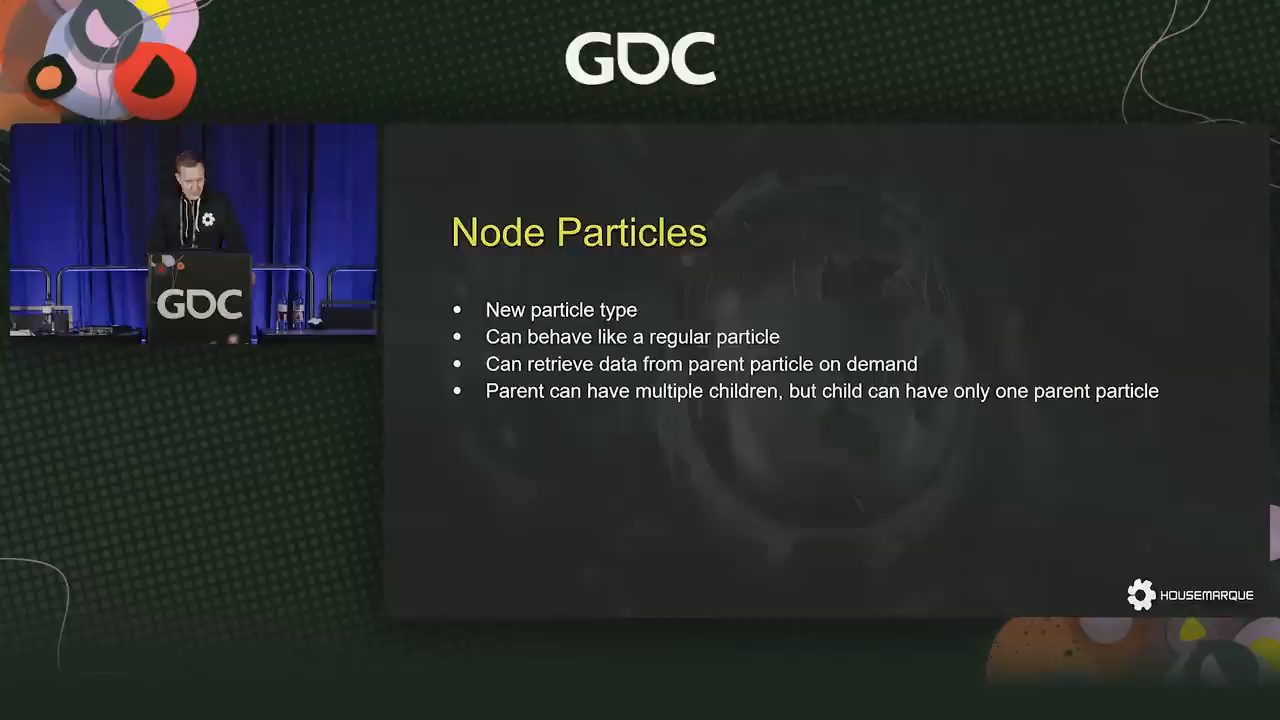 GDC
GDC
Node Particles
• New particle type
• Can behave like a regular particle
• Can retrieve data from parent particle on demand
• Parent can have multiple children, but child can have only one parent particle
HOUSEMARQUE